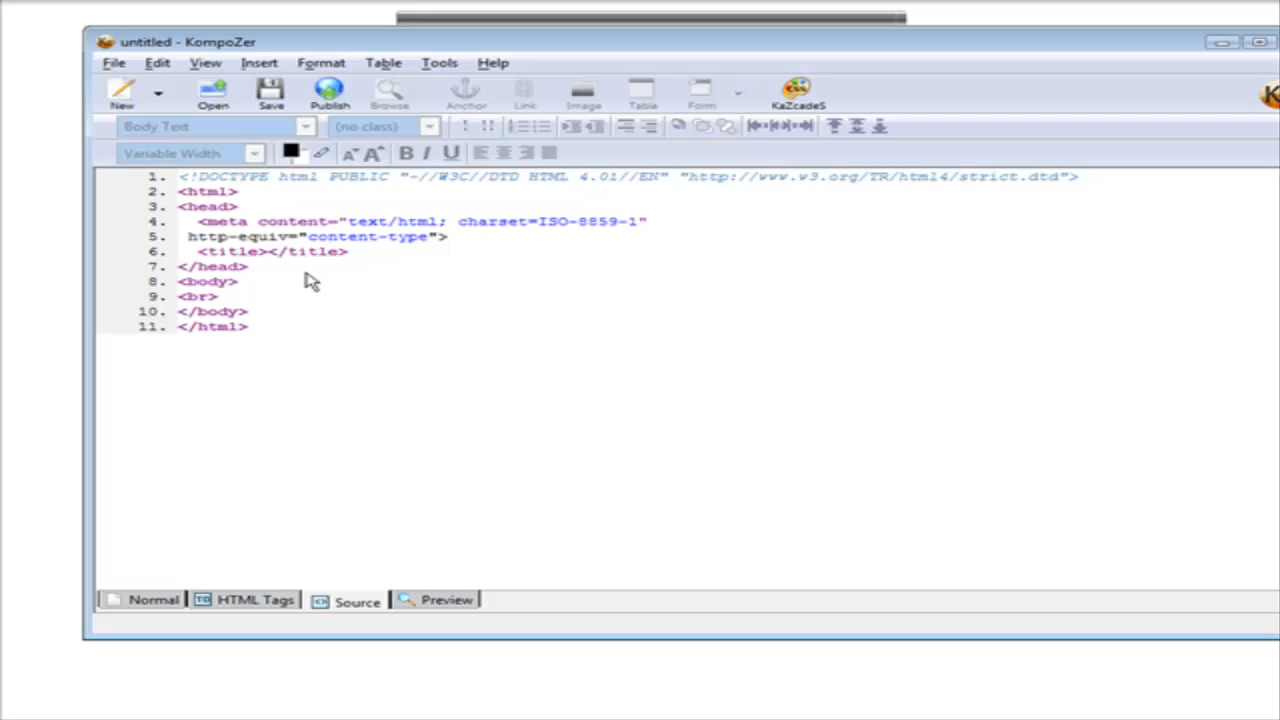 untitled - KompoZer
File Edit View Insert Format Table Tools Help
New Open Save Publish Browse Anchor Link Image Table Form KaZcadeS
Body Text (no class)
Variable Width B I U
1. <!DOCTYPE html PUBLIC "-//W3C//DTD HTML 4.01//EN" "http://www.w3.org/TR/html4/strict.dtd">
2. <html>
3. <head>
4. <meta content="text/html; charset=ISO-8859-1"
5. http-equiv="content-type">
6. <title></title>
7. </head>
8. <body>
9. <br>
10. </body>
11. </html>
Normal TD HTML Tags Source Preview